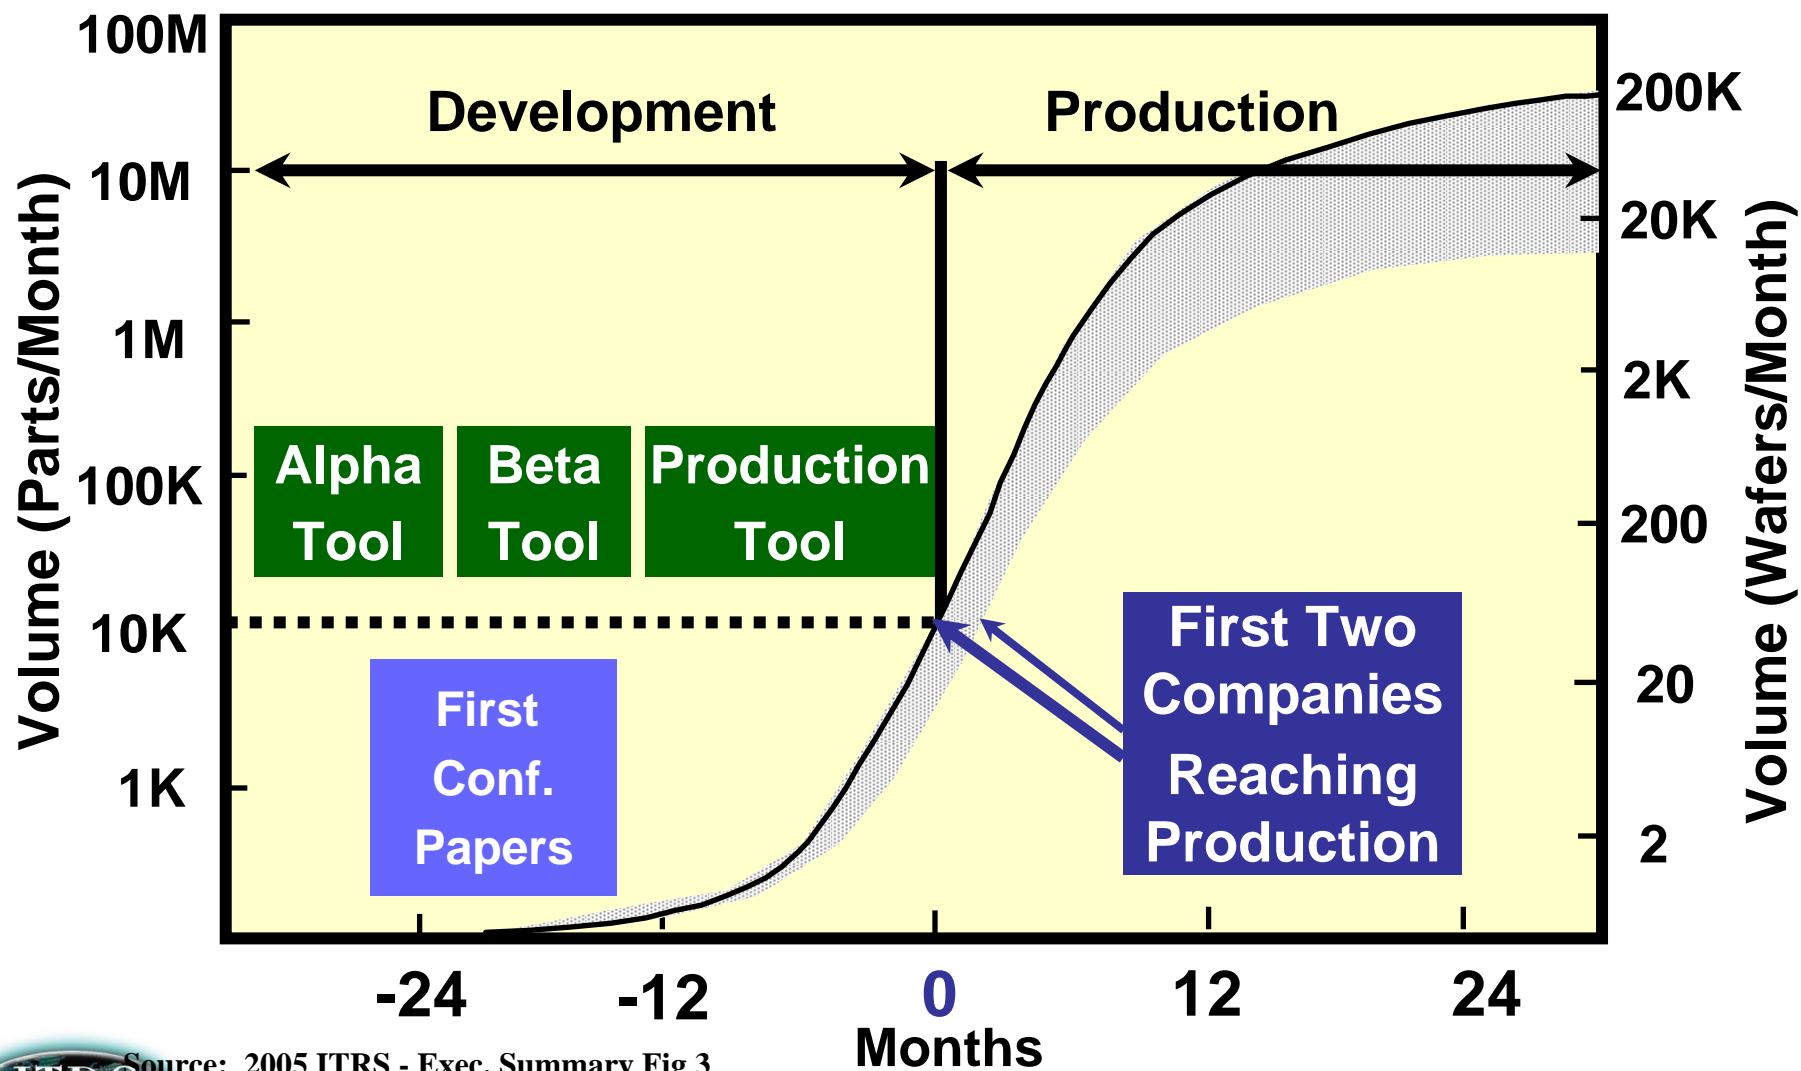 100M
10M
1M
100K
10K
1K
Volume (Parts/Month)
Development
Production
Alpha
Tool
Beta
Tool
Production
Tool
First
Conf.
Papers
First Two
Companies
Reaching
Production
200K
20K
2K
200
20
2
Volume (Wafers/Month)
-24
-12
0
12
24
Months
Source: 2005 ITRS - Exec. Summary Fig 3